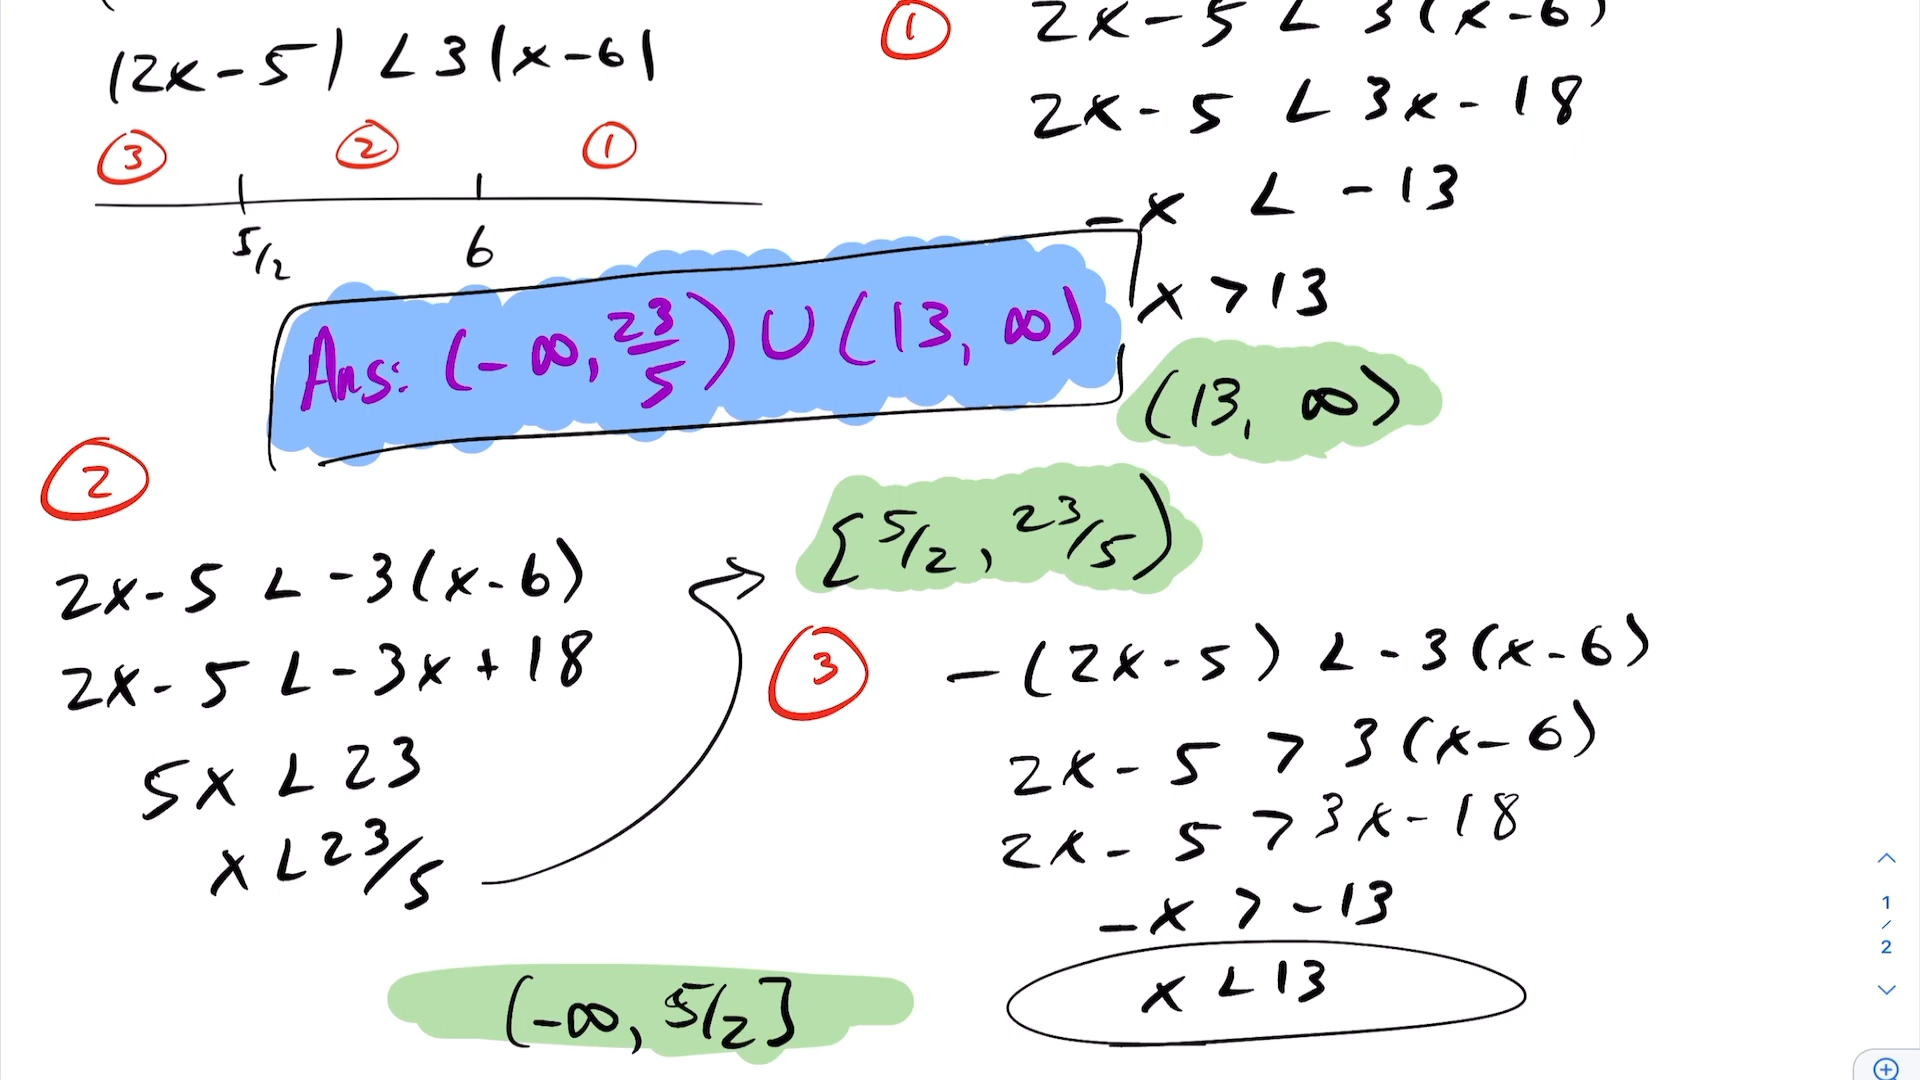 |2x-5| < 3|x-6|
③ ② ①
5/2 6
①
2x-5 < 3(x-6)
2x-5 < 3x-18
-x < -13
x > 13
(13, ∞)
Ans: (-∞, 23/5) ∪ (13, ∞)
②
2x-5 < -3(x-6)
2x-5 < -3x+18
5x < 23
x < 23/5
[5/2, 23/5)
③
-(2x-5) < -3(x-6)
2x-5 > 3(x-6)
2x-5 > 3x-18
-x > -13
x < 13
(-∞, 5/2]
1
/
2